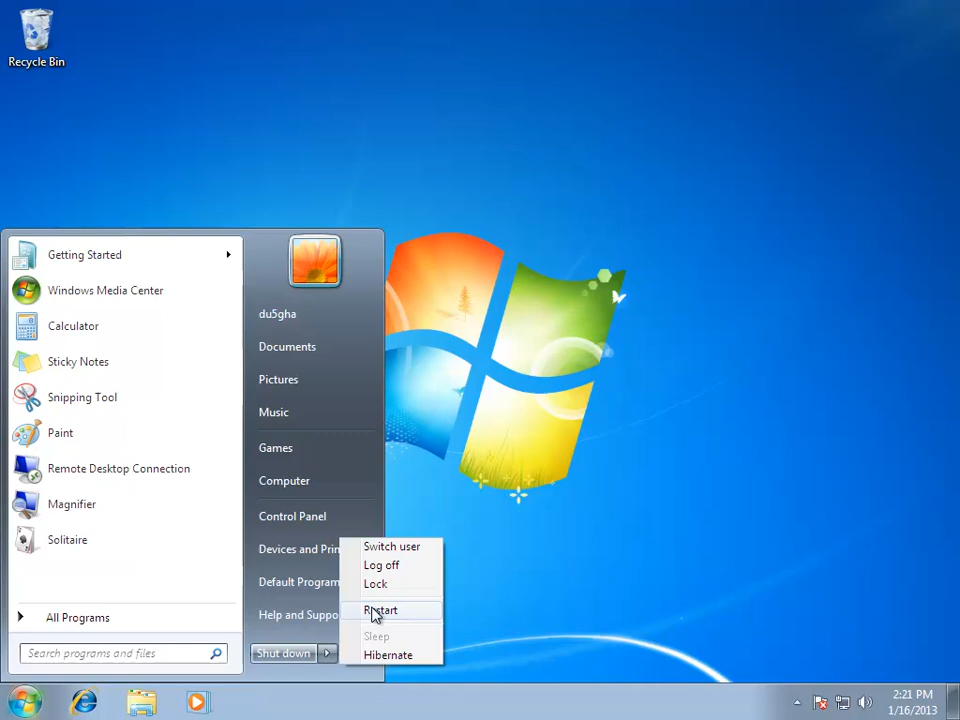 Recycle Bin
Getting Started
Windows Media Center
Calculator
Sticky Notes
Snipping Tool
Paint
Remote Desktop Connection
Magnifier
Solitaire
All Programs
Search programs and files
du5gha
Documents
Pictures
Music
Games
Computer
Control Panel
Devices and Prin
Default Program
Help and Suppo
Shut down
Switch user
Log off
Lock
Restart
Sleep
Hibernate
2:21 PM
1/16/2013